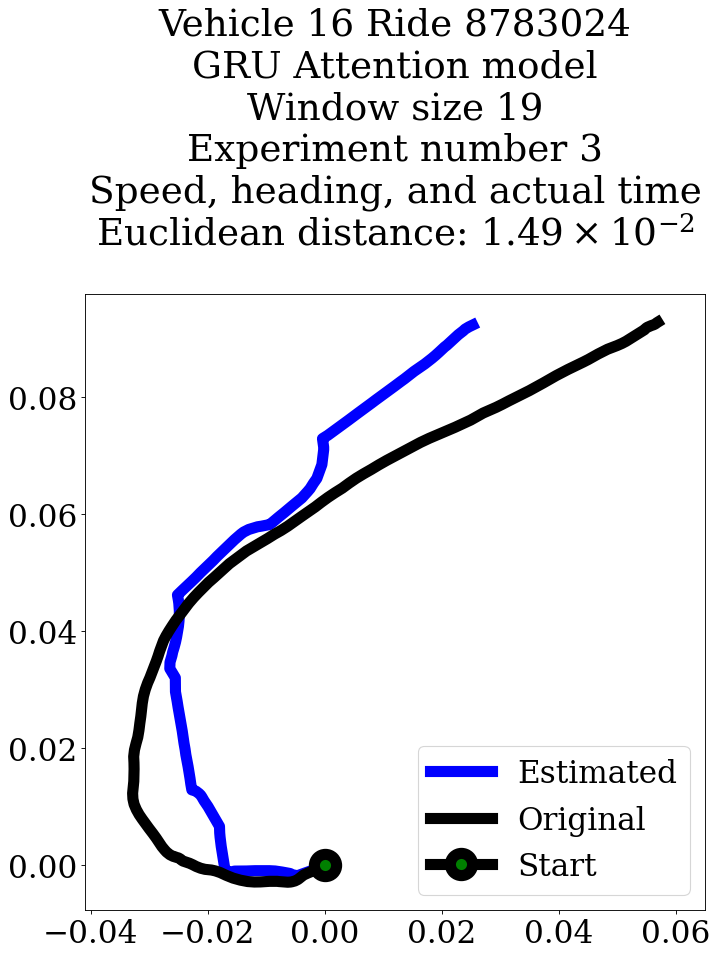 Vehicle 16 Ride 8783024
GRU Attention model
Window size 19
Experiment number 3
Speed, heading, and actual time
Euclidean distance: 1.49 × 10⁻²
0.08
0.06
0.04
0.02
0.00
Estimated
Original
Start
−0.04 −0.02 0.00 0.02 0.04 0.06